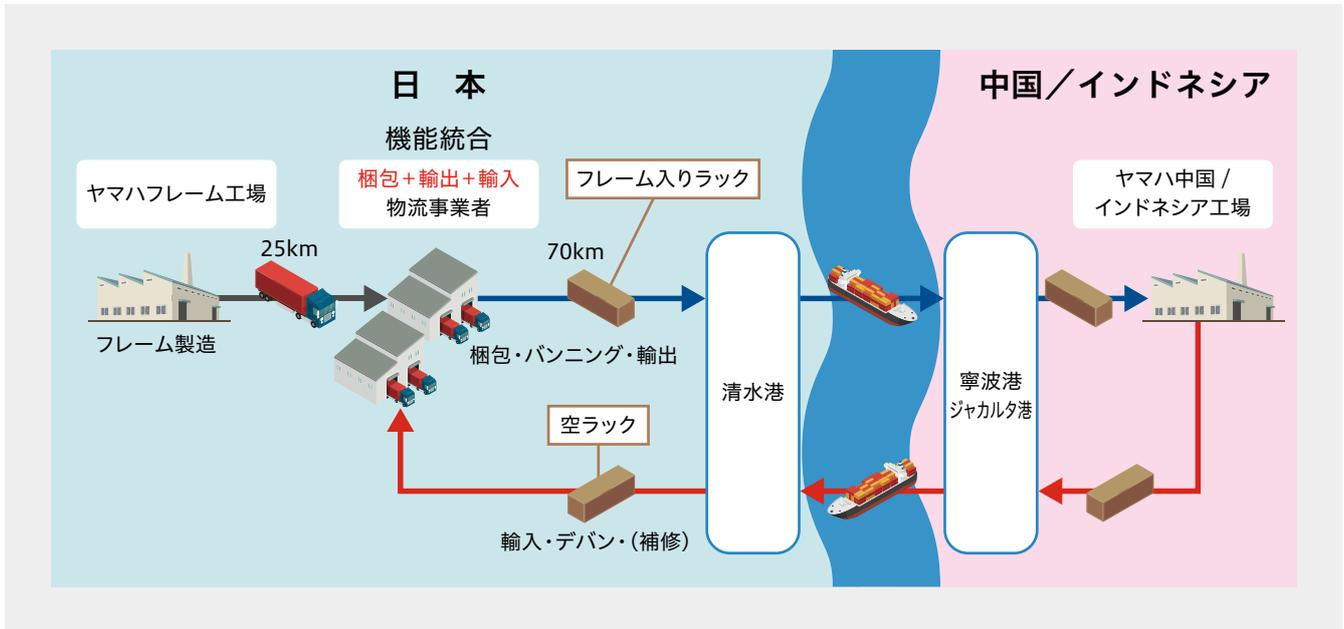 日 本
中国／インドネシア
機能統合
ヤマハフレーム工場
梱包＋輸出＋輸入
物流事業者
フレーム入りラック
ヤマハ中国 /
インドネシア工場
25km
70km
フレーム製造
梱包・バンニング・輸出
清水港
寧波港
ジャカルタ港
空ラック
輸入・デバン・（補修）